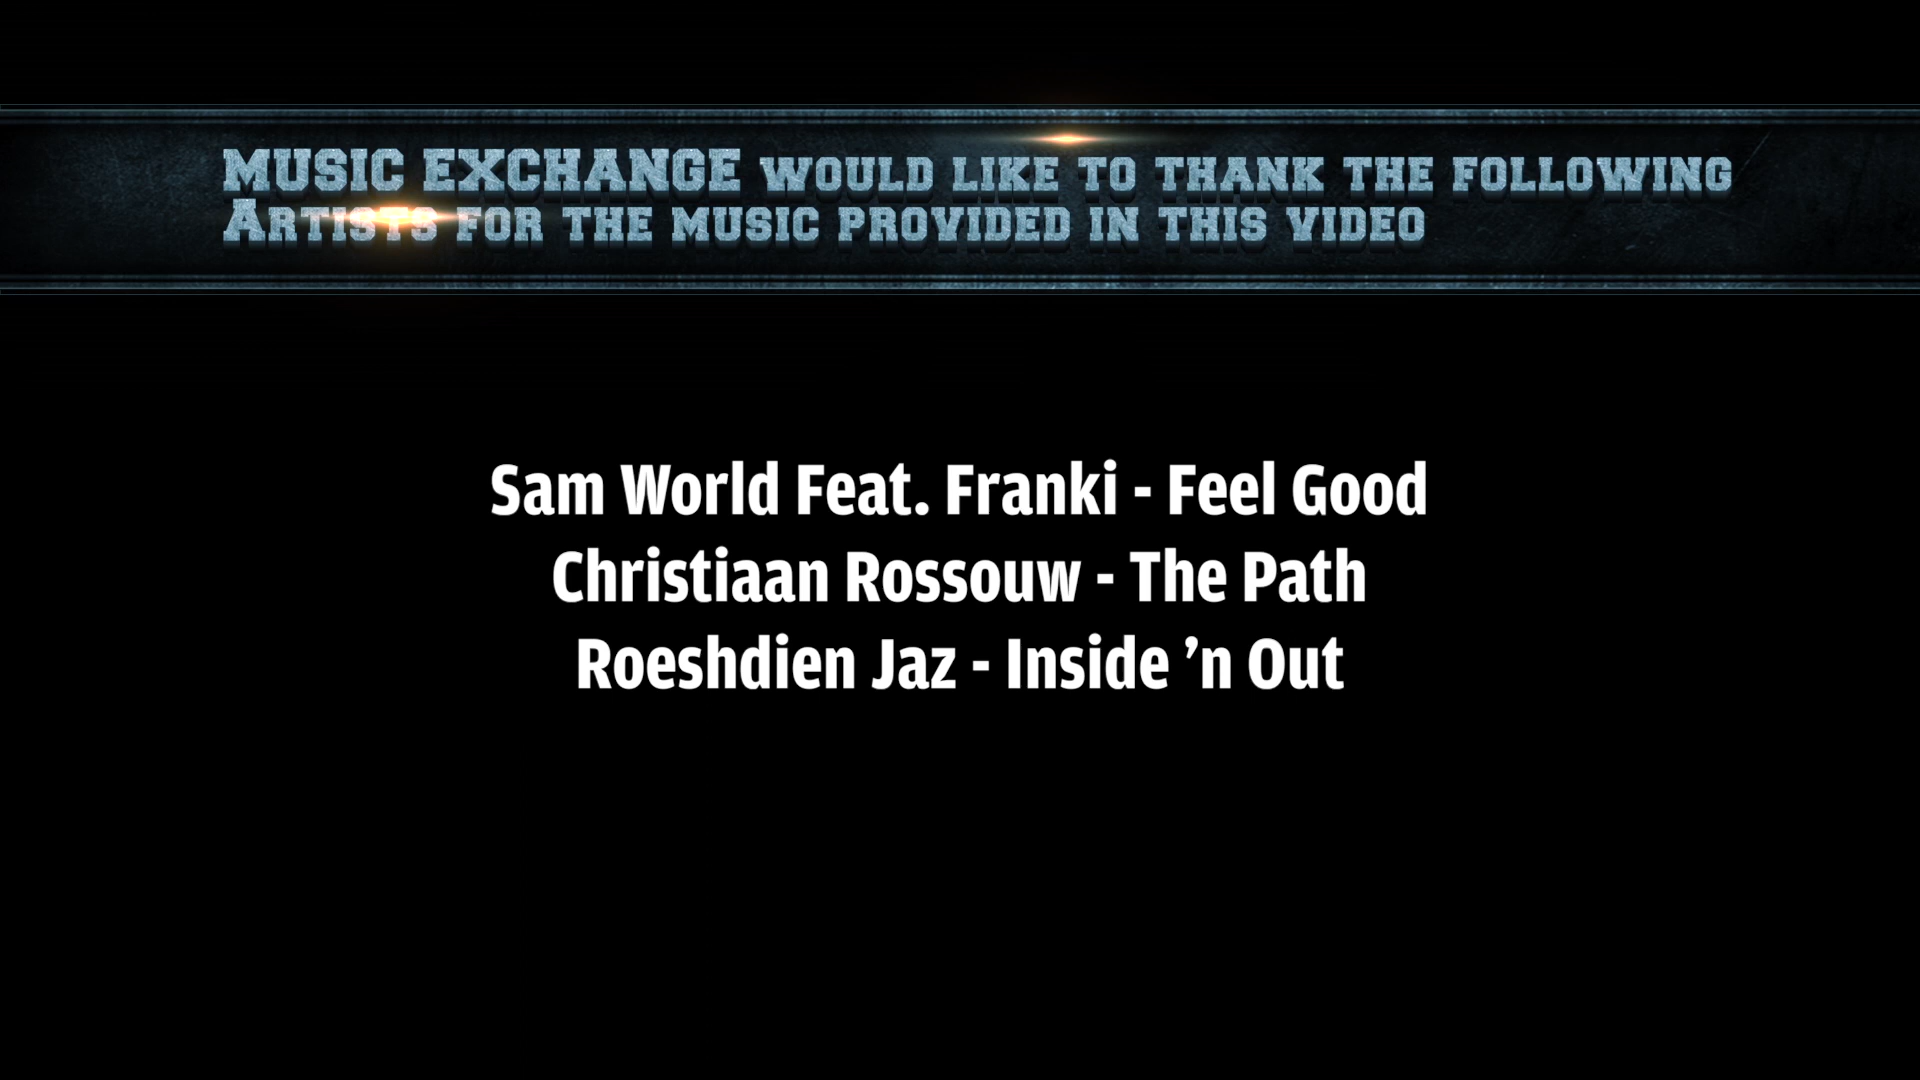 MUSIC EXCHANGE WOULD LIKE TO THANK THE FOLLOWING
ARTISTS FOR THE MUSIC PROVIDED IN THIS VIDEO
Sam World Feat. Franki - Feel Good
Christiaan Rossouw - The Path
Roeshdien Jaz - Inside ’n Out